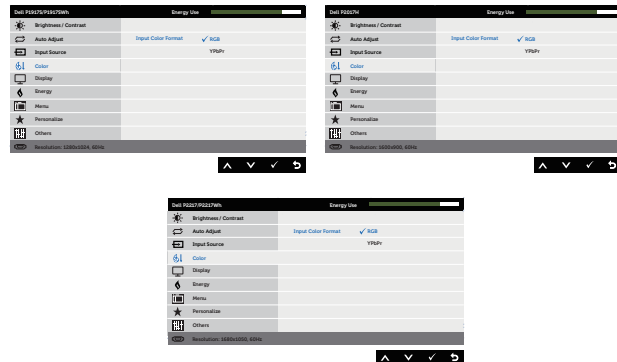 Dell P1917S/P1917SWh Energy Use
Brightness / Contrast
Auto Adjust Input Color Format ✓ RGB
Input Source YPbPr
Color
Display
Energy
Menu
Personalize
Others
Resolution: 1280x1024, 60Hz
Dell P2017H Energy Use
Brightness / Contrast
Auto Adjust Input Color Format ✓ RGB
Input Source YPbPr
Color
Display
Energy
Menu
Personalize
Others
Resolution: 1600x900, 60Hz
Dell P2217/P2217Wh Energy Use
Brightness / Contrast
Auto Adjust Input Color Format ✓ RGB
Input Source YPbPr
Color
Display
Energy
Menu
Personalize
Others
Resolution: 1680x1050, 60Hz